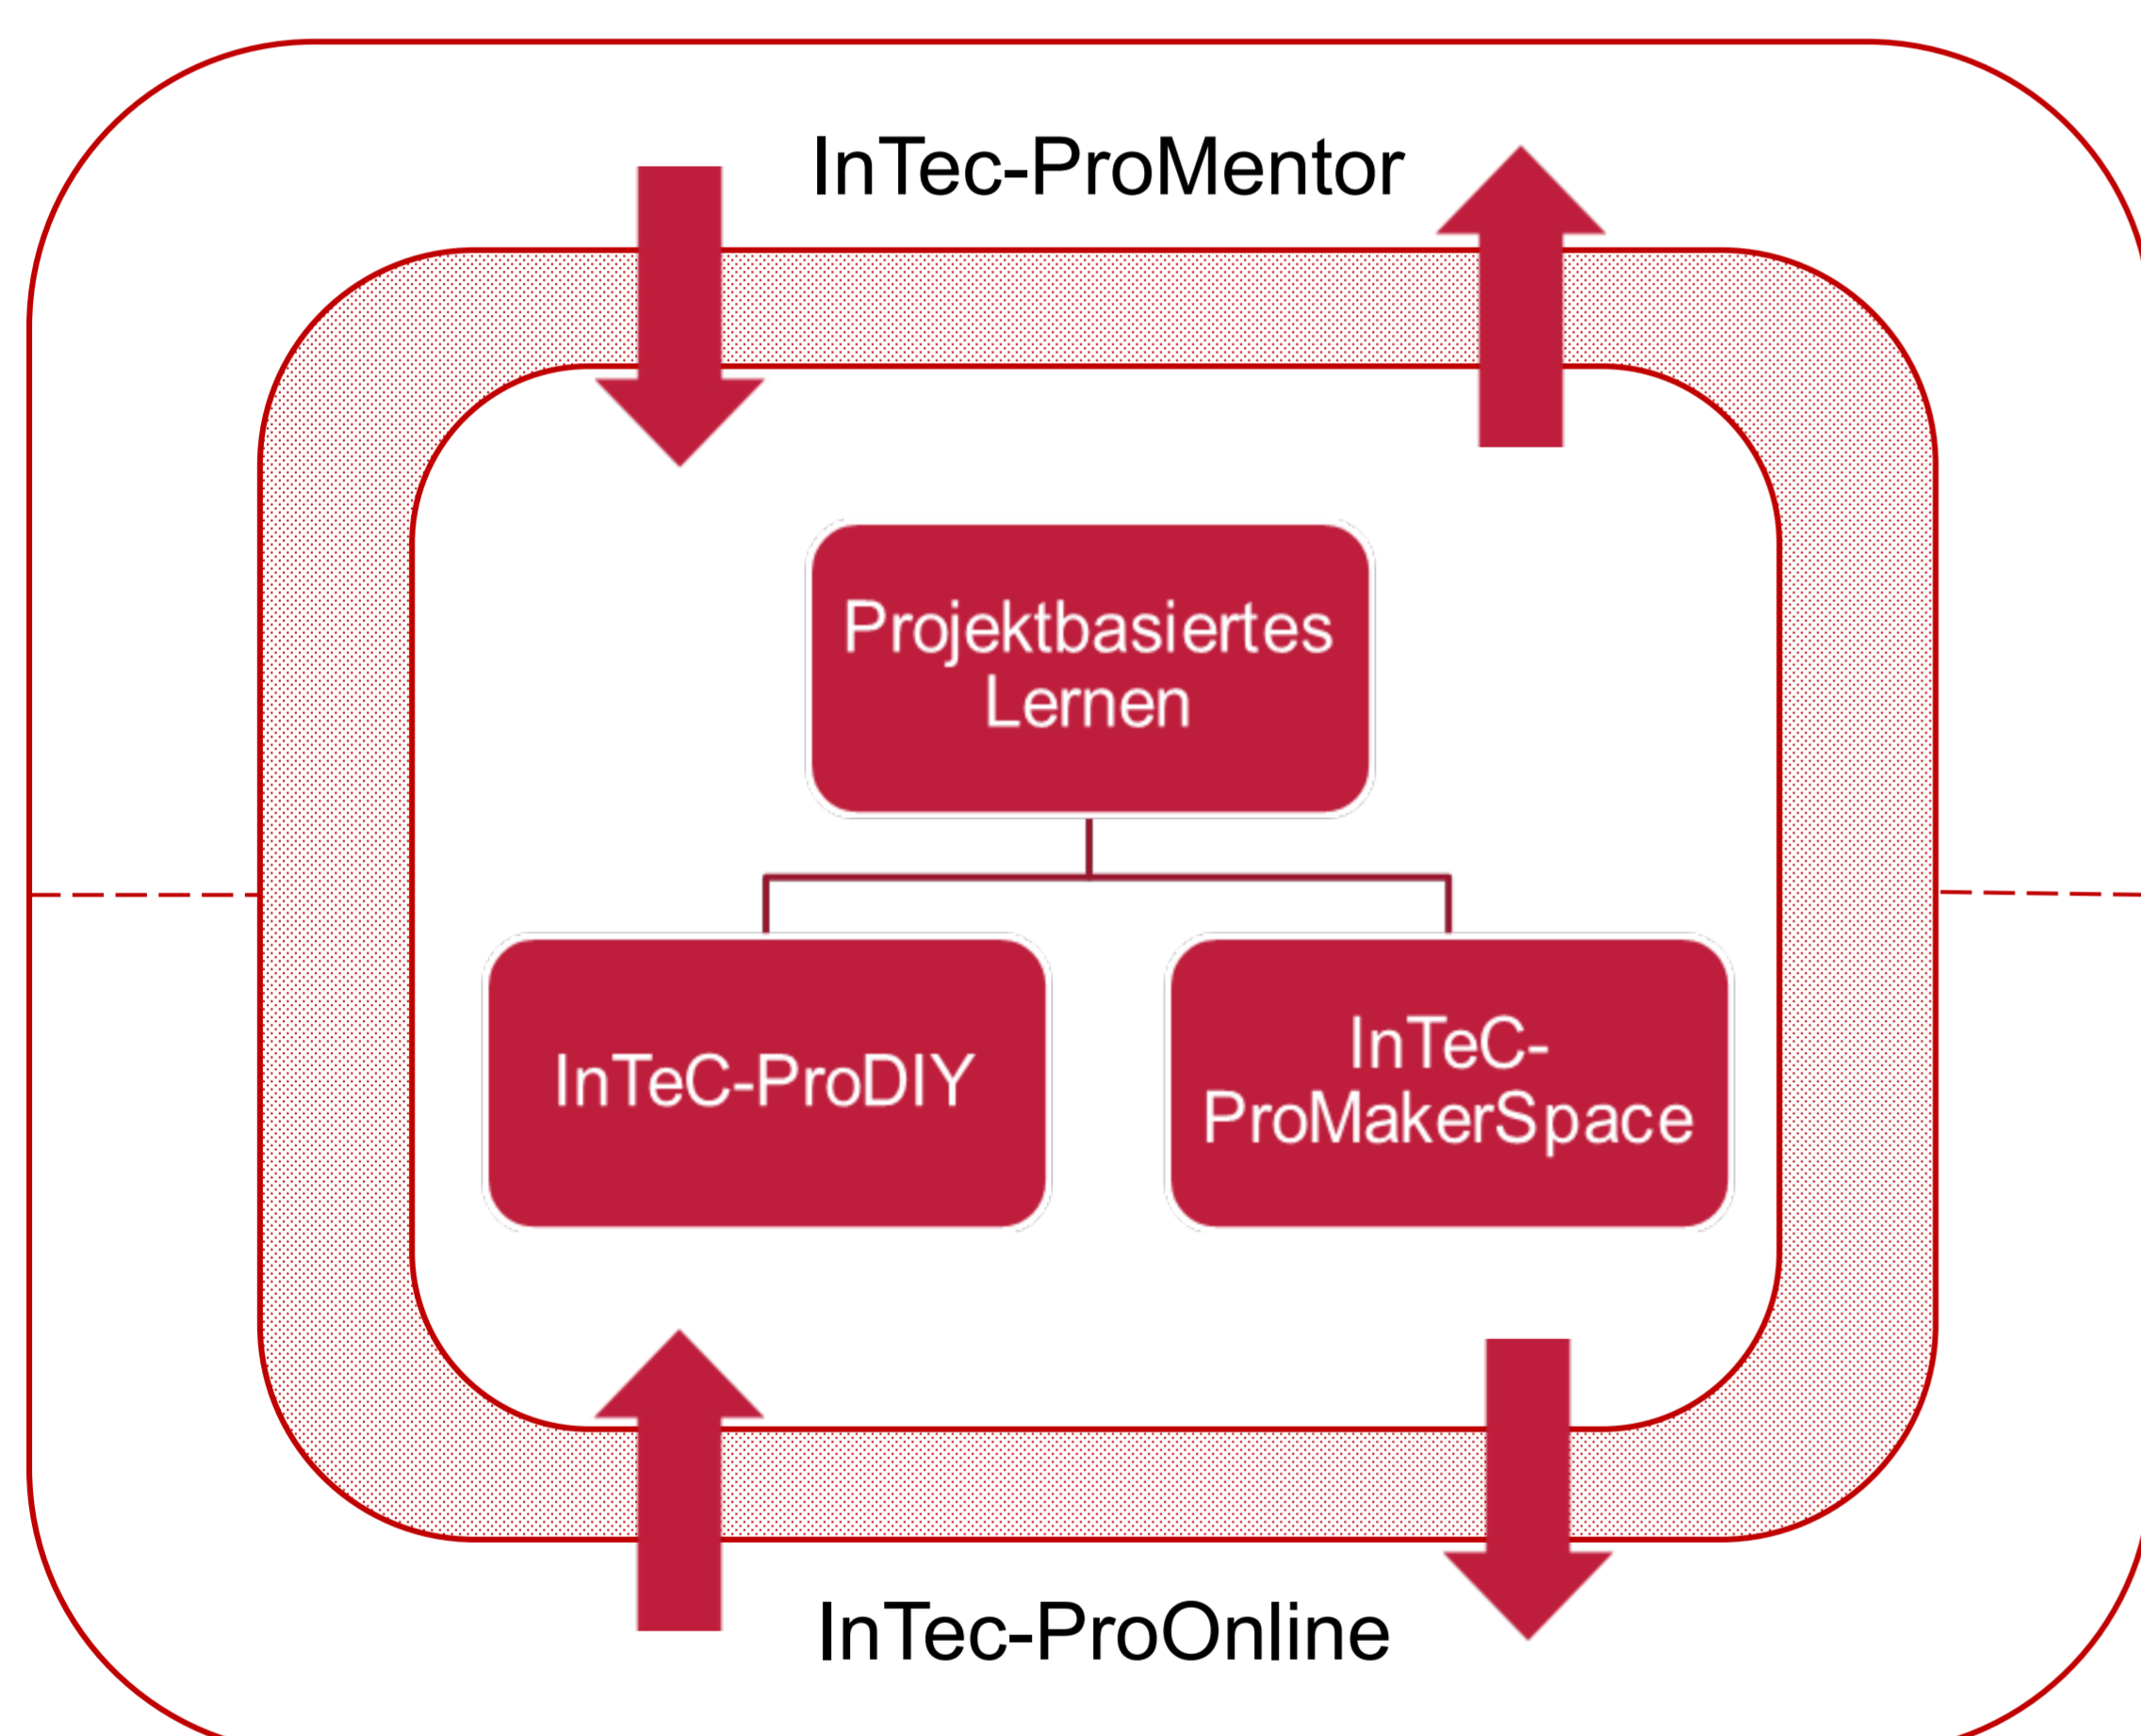 InTec-ProMentor
Projektbasiertes
Lernen
InTeC-ProDIY
InTeC-
ProMakerSpace
InTec-ProOnline